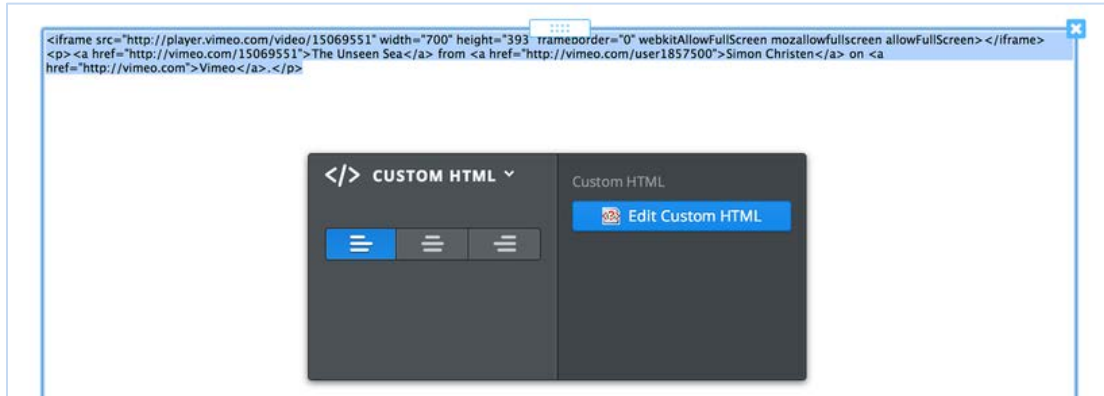 <iframe src="http://player.vimeo.com/video/15069551" width="700" height="393" frameborder="0" webkitAllowFullScreen mozallowfullscreen allowFullScreen></iframe>
<p><a href="http://vimeo.com/15069551">The Unseen Sea</a> from <a href="http://vimeo.com/user1857500">Simon Christen</a> on <a
href="http://vimeo.com">Vimeo</a>.</p>
</> CUSTOM HTML
Custom HTML
Edit Custom HTML